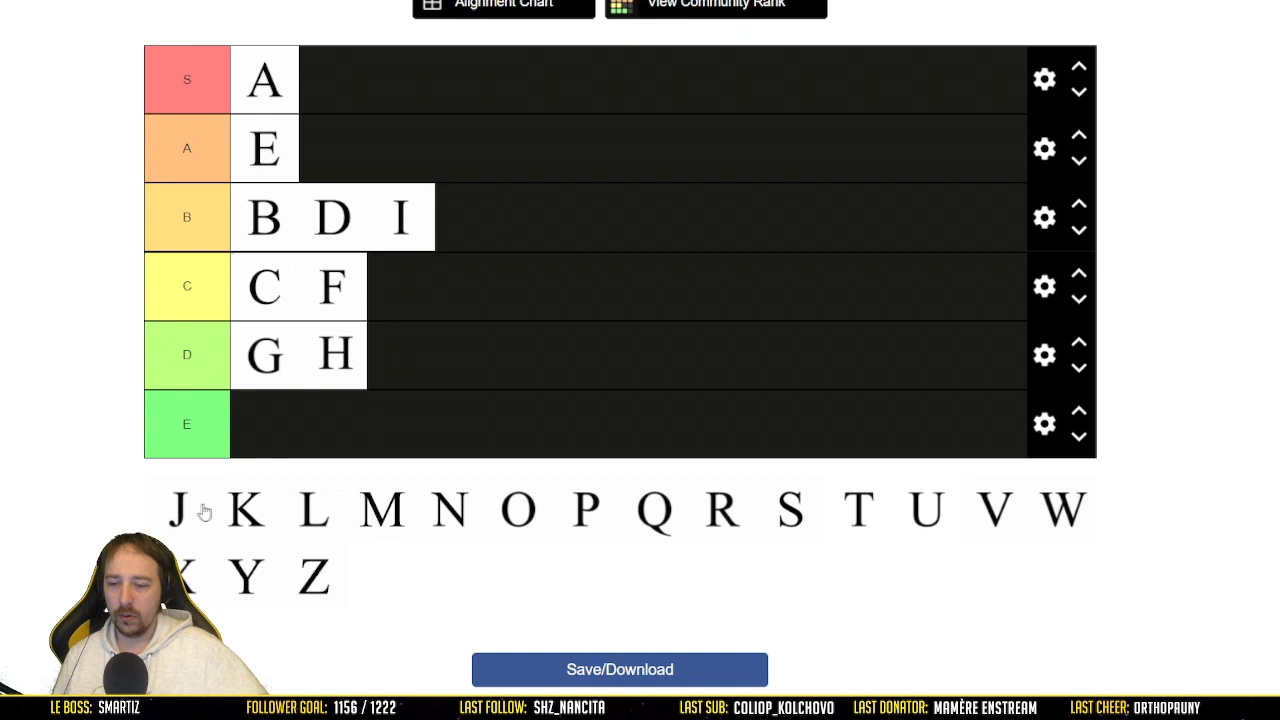 Alignment Chart View Community Rank
S A
A E
B B D I
C C F
D G H
E
J K L M N O P Q R S T U V W
X Y Z
Save/Download
LE BOSS: SMARTIZ FOLLOWER GOAL: 1156 / 1222 LAST FOLLOW: SHZ_NANCITA LAST SUB: COLIOP_KOLCHOVO LAST DONATOR: MAMÈRE ENSTREAM LAST CHEER: ORTHOPAUNY